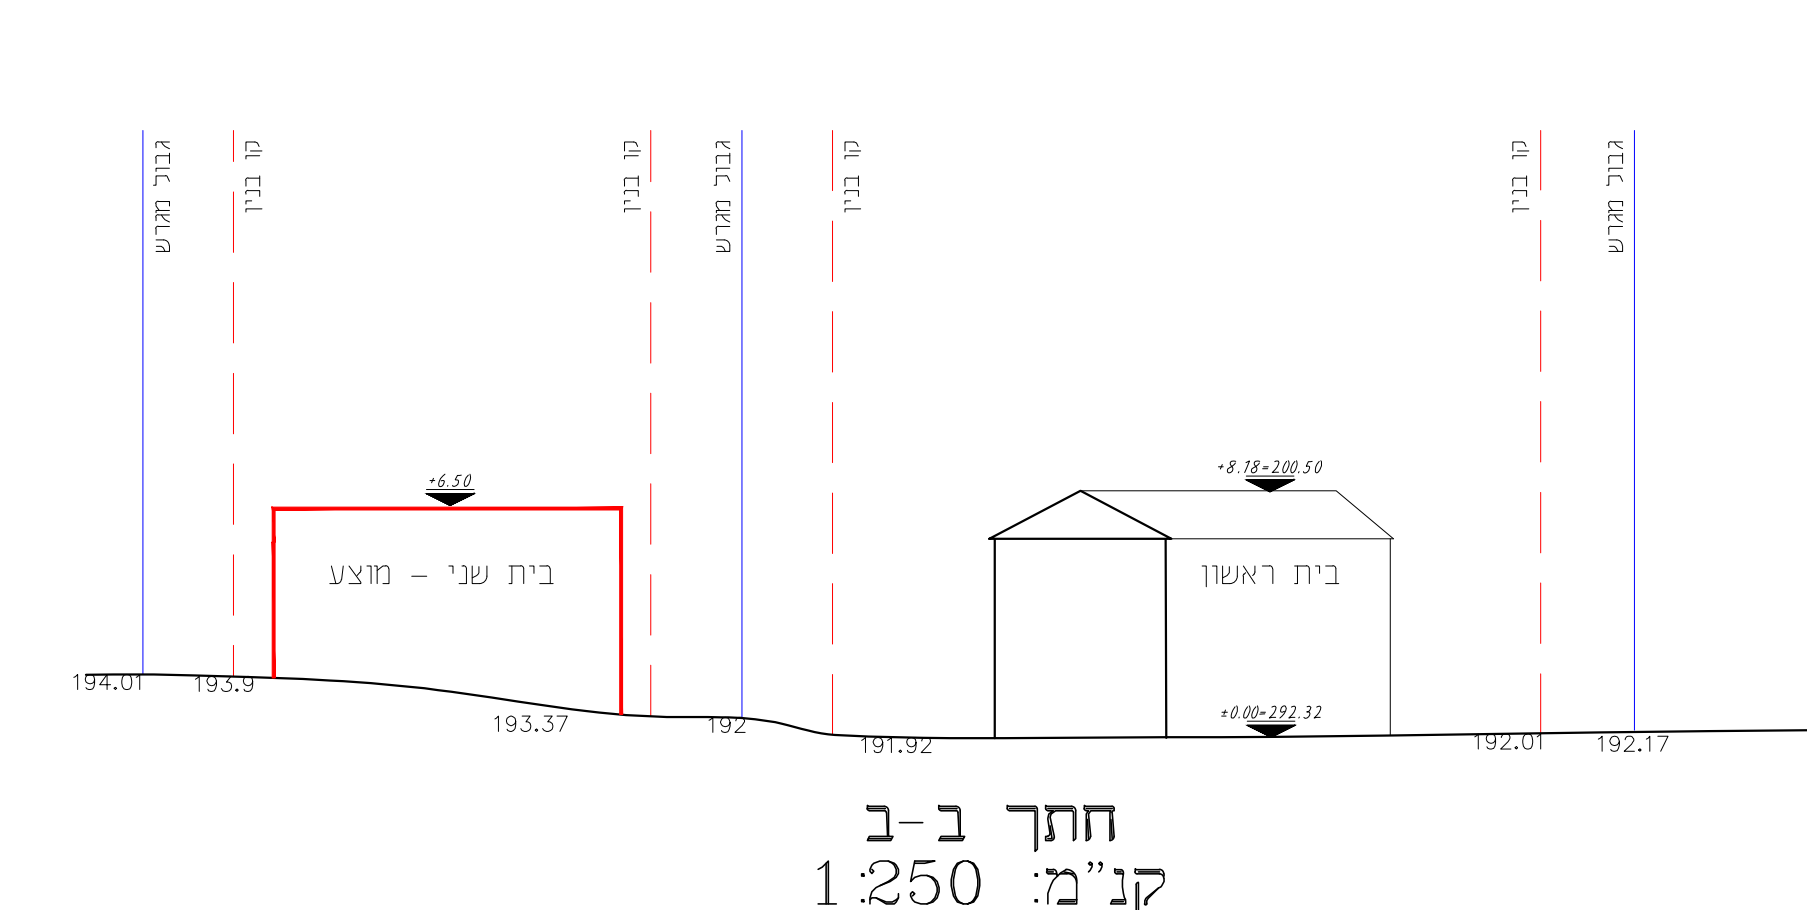 גבול מגרש
קו בנין
קו בנין
גבול מגרש
קו בנין
קו בנין
גבול מגרש
+6.50
+8.18=200.50
בית שני - מוצע
בית ראשון
194.01
193.9
193.37
192
191.92
±0.00=292.32
192.01
192.17
חתך ב-ב
קנ"מ: 1:250